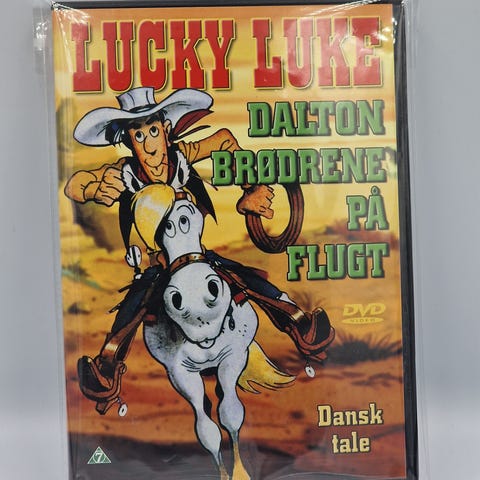 LUCKY LUKE
DALTON
BRØDRENE
PÅ
FLUGT
DVD
VIDEO
Dansk
tale
7